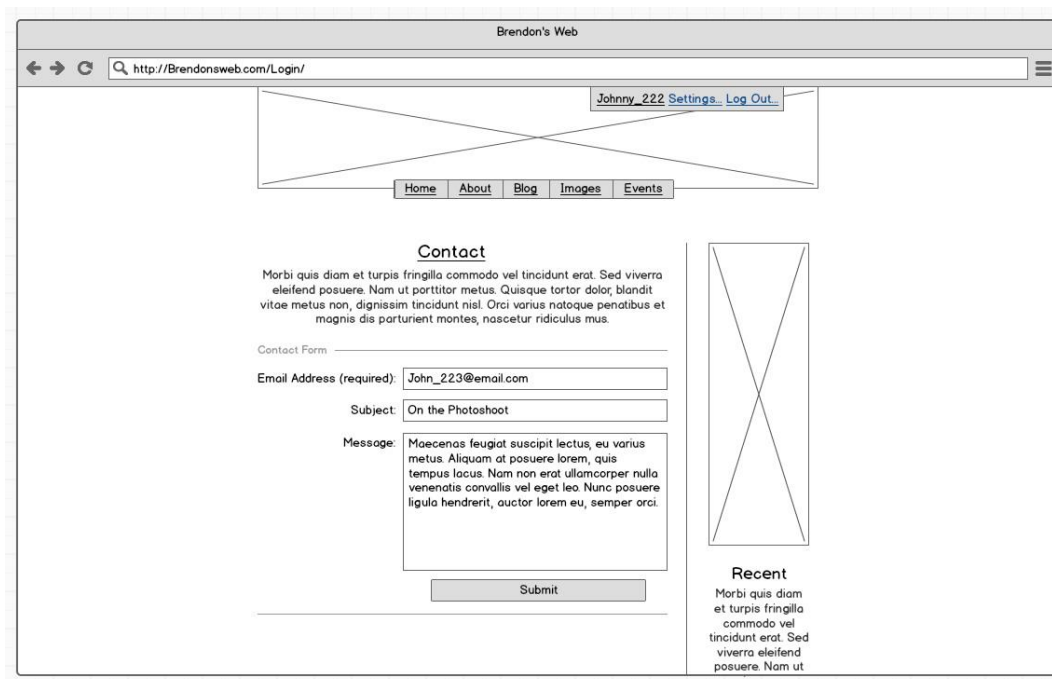 Brendon's Web
http://Brendonsweb.com/Login/
Johnny_222 Settings... Log Out...
Home About Blog Images Events
Contact
Morbi quis diam et turpis fringilla commodo vel tincidunt erat. Sed viverra
eleifend posuere. Nam ut porttitor metus. Quisque tortor dolor, blandit
vitae metus non, dignissim tincidunt nisl. Orci varius natoque penatibus et
magnis dis parturient montes, nascetur ridiculus mus.
Contact Form
Email Address (required): John_223@email.com
Subject: On the Photoshoot
Message: Maecenas feugiat suscipit lectus, eu varius
metus. Aliquam at posuere lorem, quis
tempus lacus. Nam non erat ullamcorper nulla
venenatis convallis vel eget leo. Nunc posuere
ligula hendrerit, auctor lorem eu, semper orci.
Submit
Recent
Morbi quis diam
et turpis fringilla
commodo vel
tincidunt erat. Sed
viverra eleifend
posuere. Nam ut